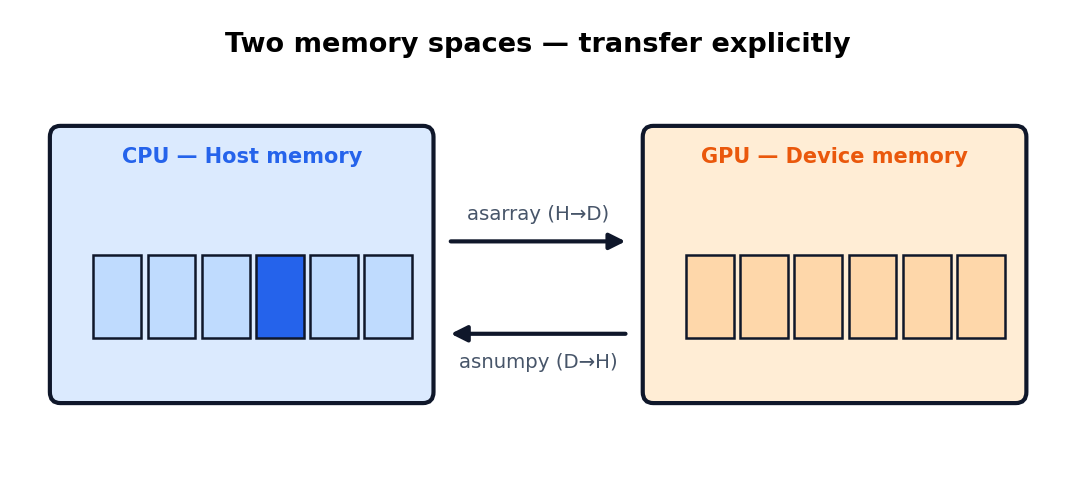 Two memory spaces — transfer explicitly
CPU — Host memory
GPU — Device memory
asarray (H→D)
asnumpy (D→H)